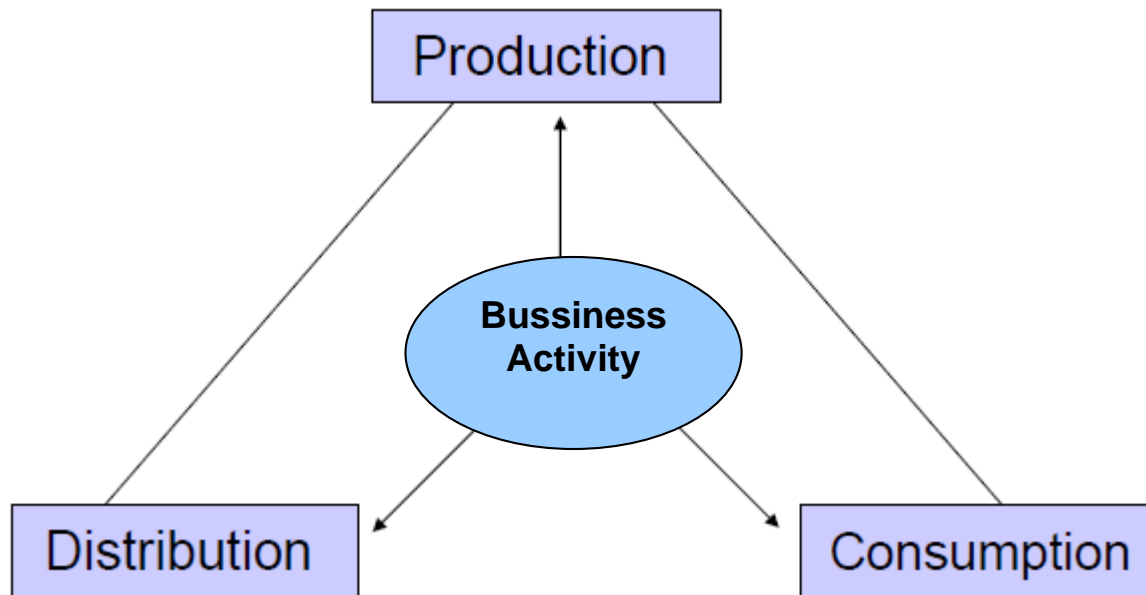 Production
Bussiness
Activity
Distribution
Consumption